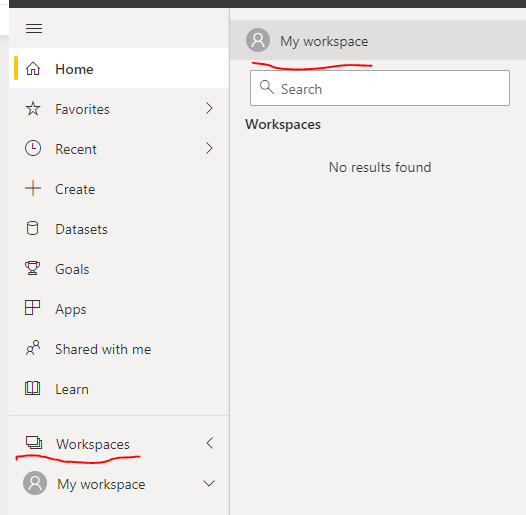 My workspace
Home
Search
Favorites
Workspaces
Recent
No results found
Create
Datasets
Goals
Apps
Shared with me
Learn
Workspaces
My workspace